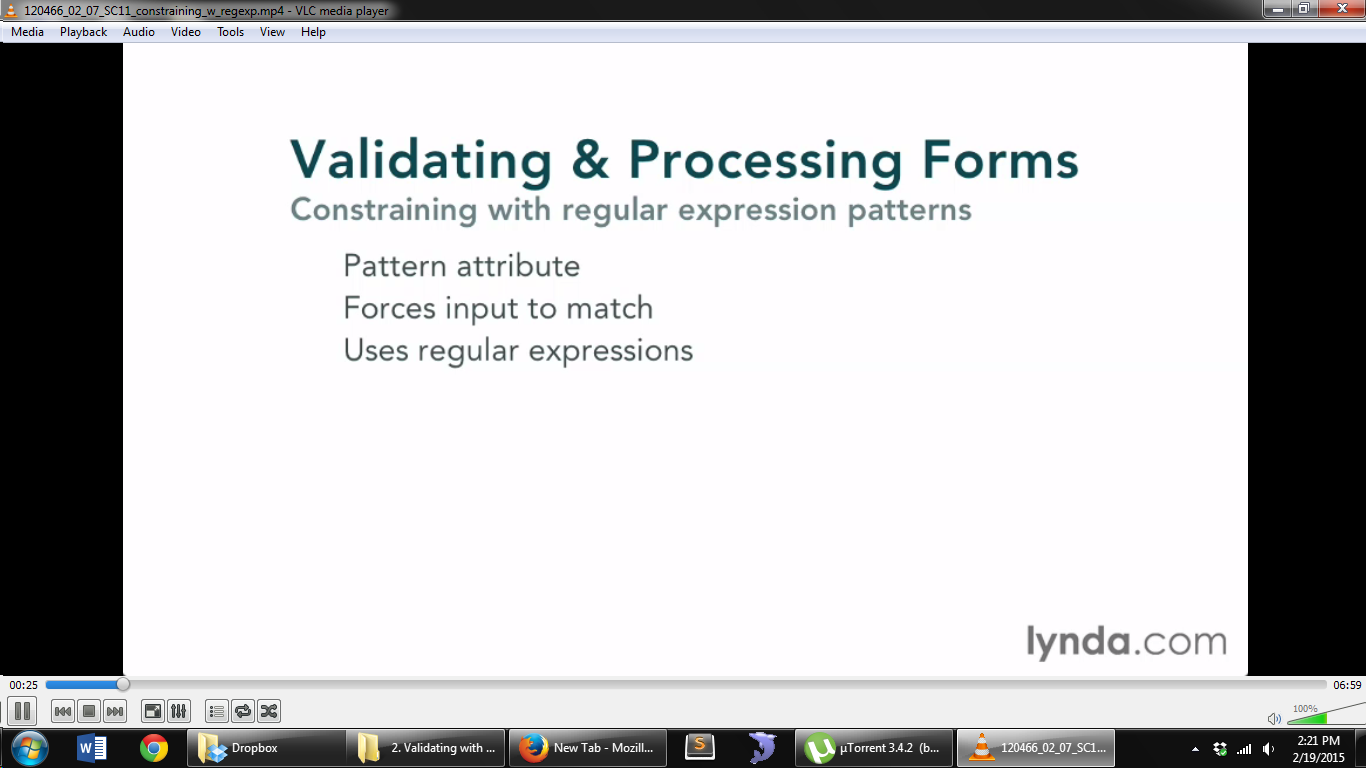 120466_02_07_SC11_constraining_w_regexp.mp4 - VLC media player
Media Playback Audio Video Tools View Help
Validating & Processing Forms
Constraining with regular expression patterns
Pattern attribute
Forces input to match
Uses regular expressions
lynda.com
00:25 06:59
100%
Dropbox 2. Validating with ... New Tab - Mozill... µTorrent 3.4.2 (b... 120466_02_07_SC1...
2:21 PM
2/19/2015